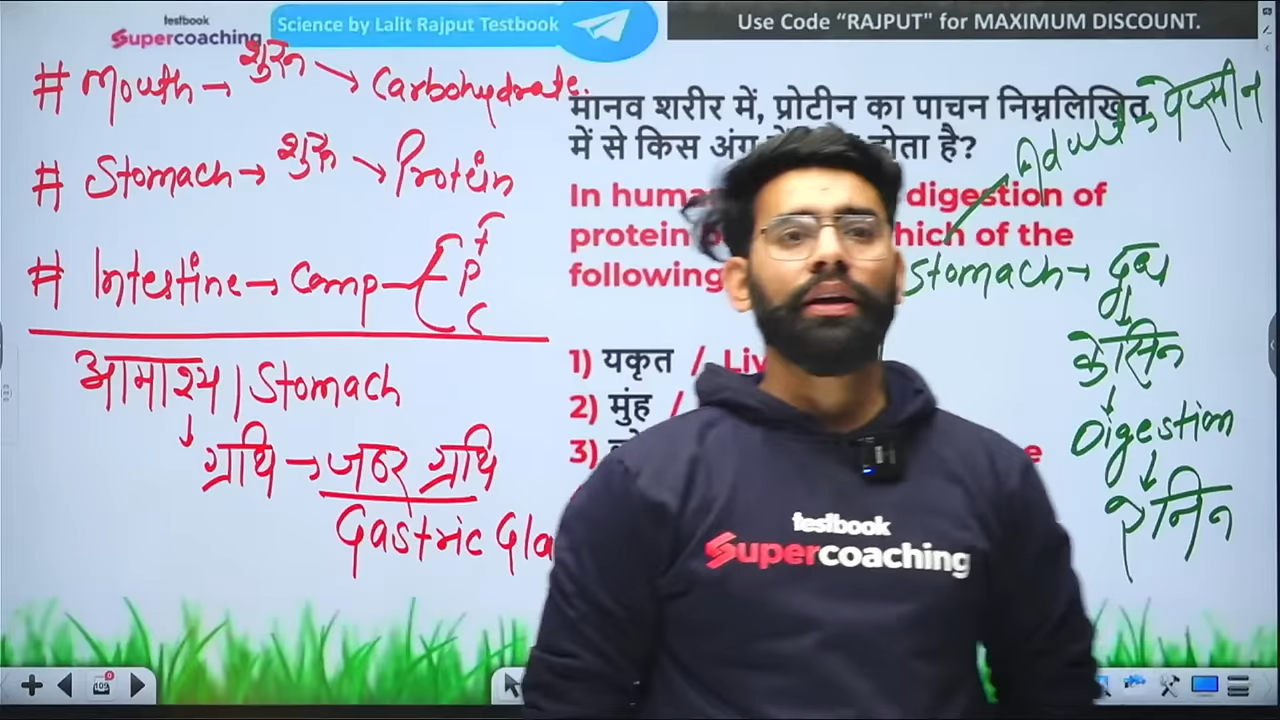 testbook
Supercoaching
Science by Lalit Rajput Testbook
Use Code “RAJPUT" for MAXIMUM DISCOUNT.
# Mouth → शुरू → Carbohydrate.
# Stomach → शुरू → Protein
# Intestine → Comp
F
P
C
आमाश्य | Stomach
ग्रंथि → जठर ग्रंथि
Gastric Gla
मानव शरीर में, प्रोटीन का पाचन निम्नलिखित
में से किस अंग होता है?
In huma digestion of
protein hich of the
following
1) यकृत / Liv
2) मुंह /
3)
e
Adult पेप्सीन
Stomach → दूध
केसिन
Digestion
रेनिन
testbook
Supercoaching
109